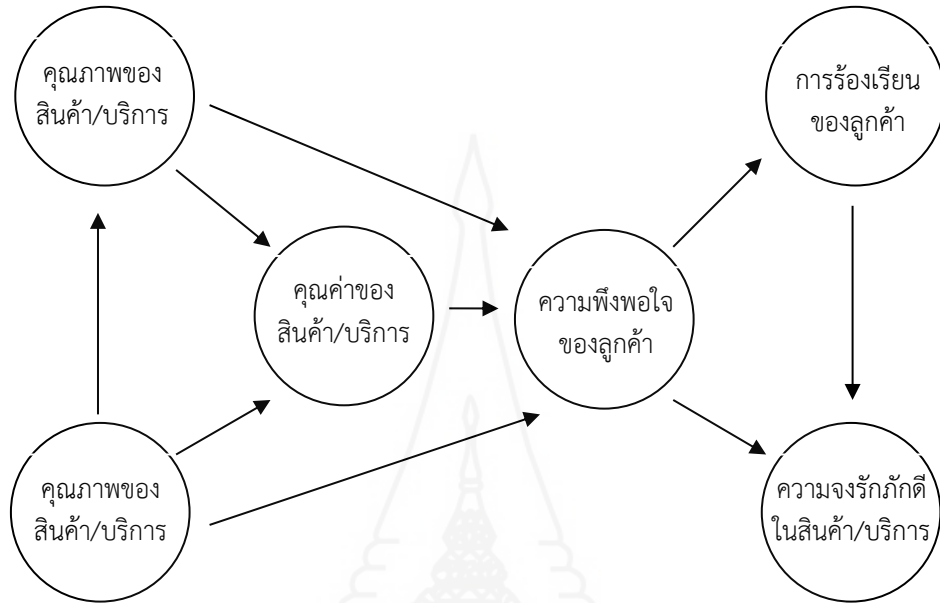 คุณภาพของ
สินค้า/บริการ
การร้องเรียน
ของลูกค้า
คุณค่าของ
สินค้า/บริการ
ความพึงพอใจ
ของลูกค้า
คุณภาพของ
สินค้า/บริการ
ความจงรักภักดี
ในสินค้า/บริการ